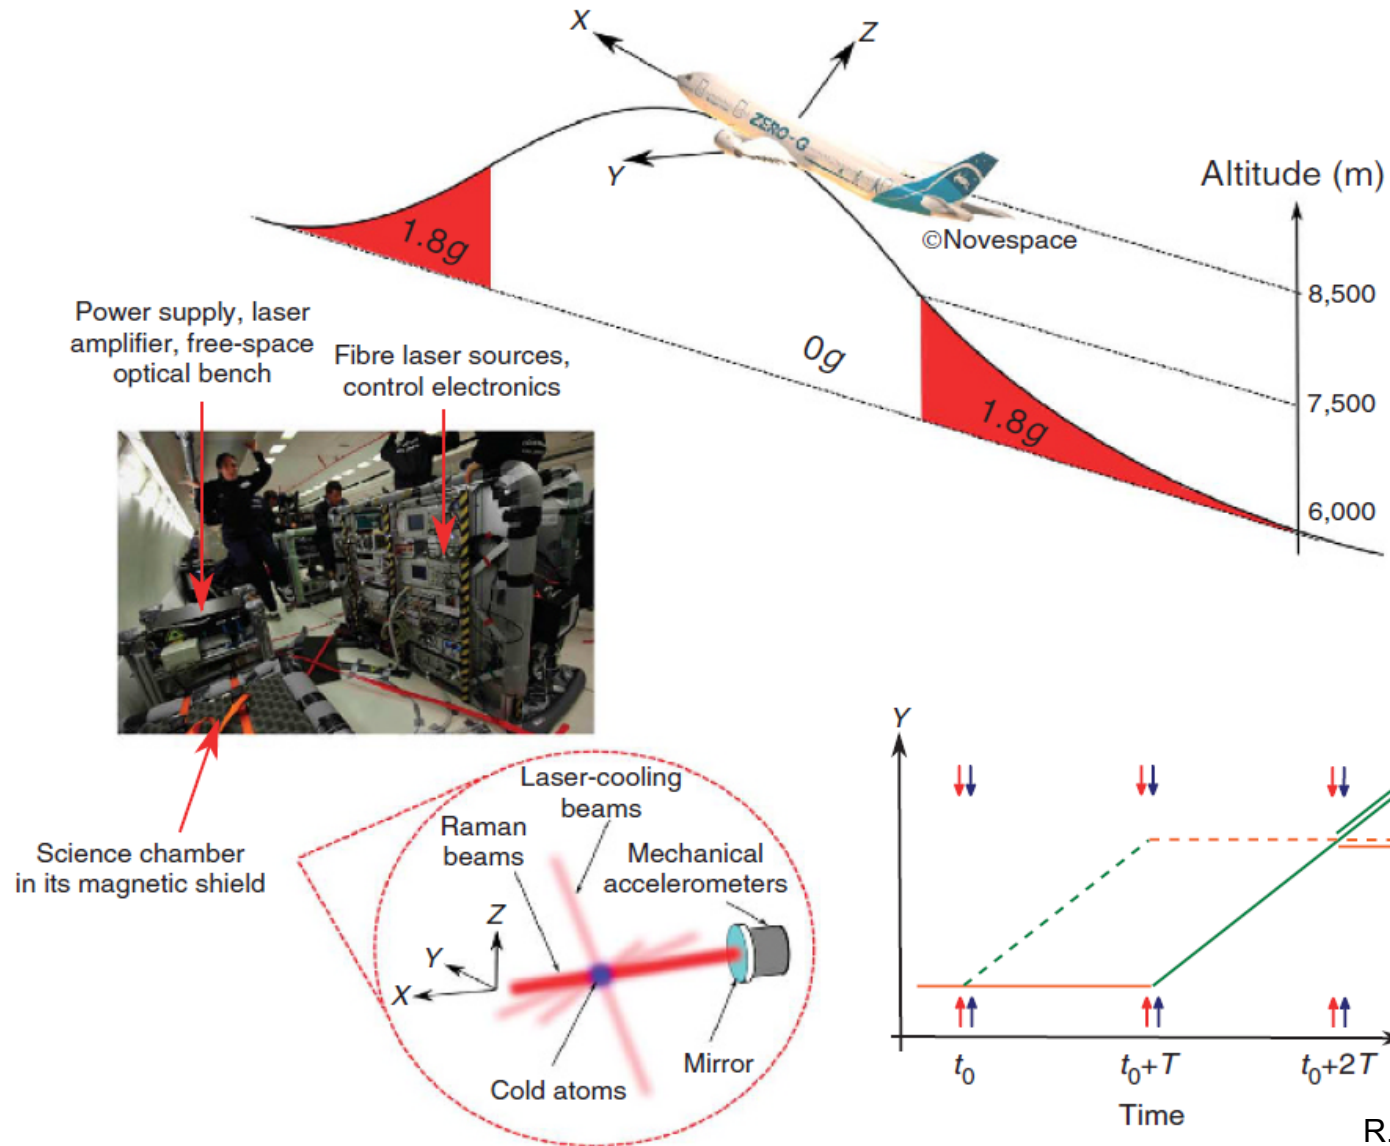 X
Z
ZERO-G
Y
Altitude (m)
©Novespace
1.8g
8,500
0g
7,500
1.8g
6,000
Power supply, laser
amplifier, free-space
optical bench
Fibre laser sources,
control electronics
Science chamber
in its magnetic shield
Laser-cooling
beams
Raman
beams
Mechanical
accelerometers
Z
Y
X
Mirror
Cold atoms
Y
t₀
t₀+T
t₀+2T
Time
R.